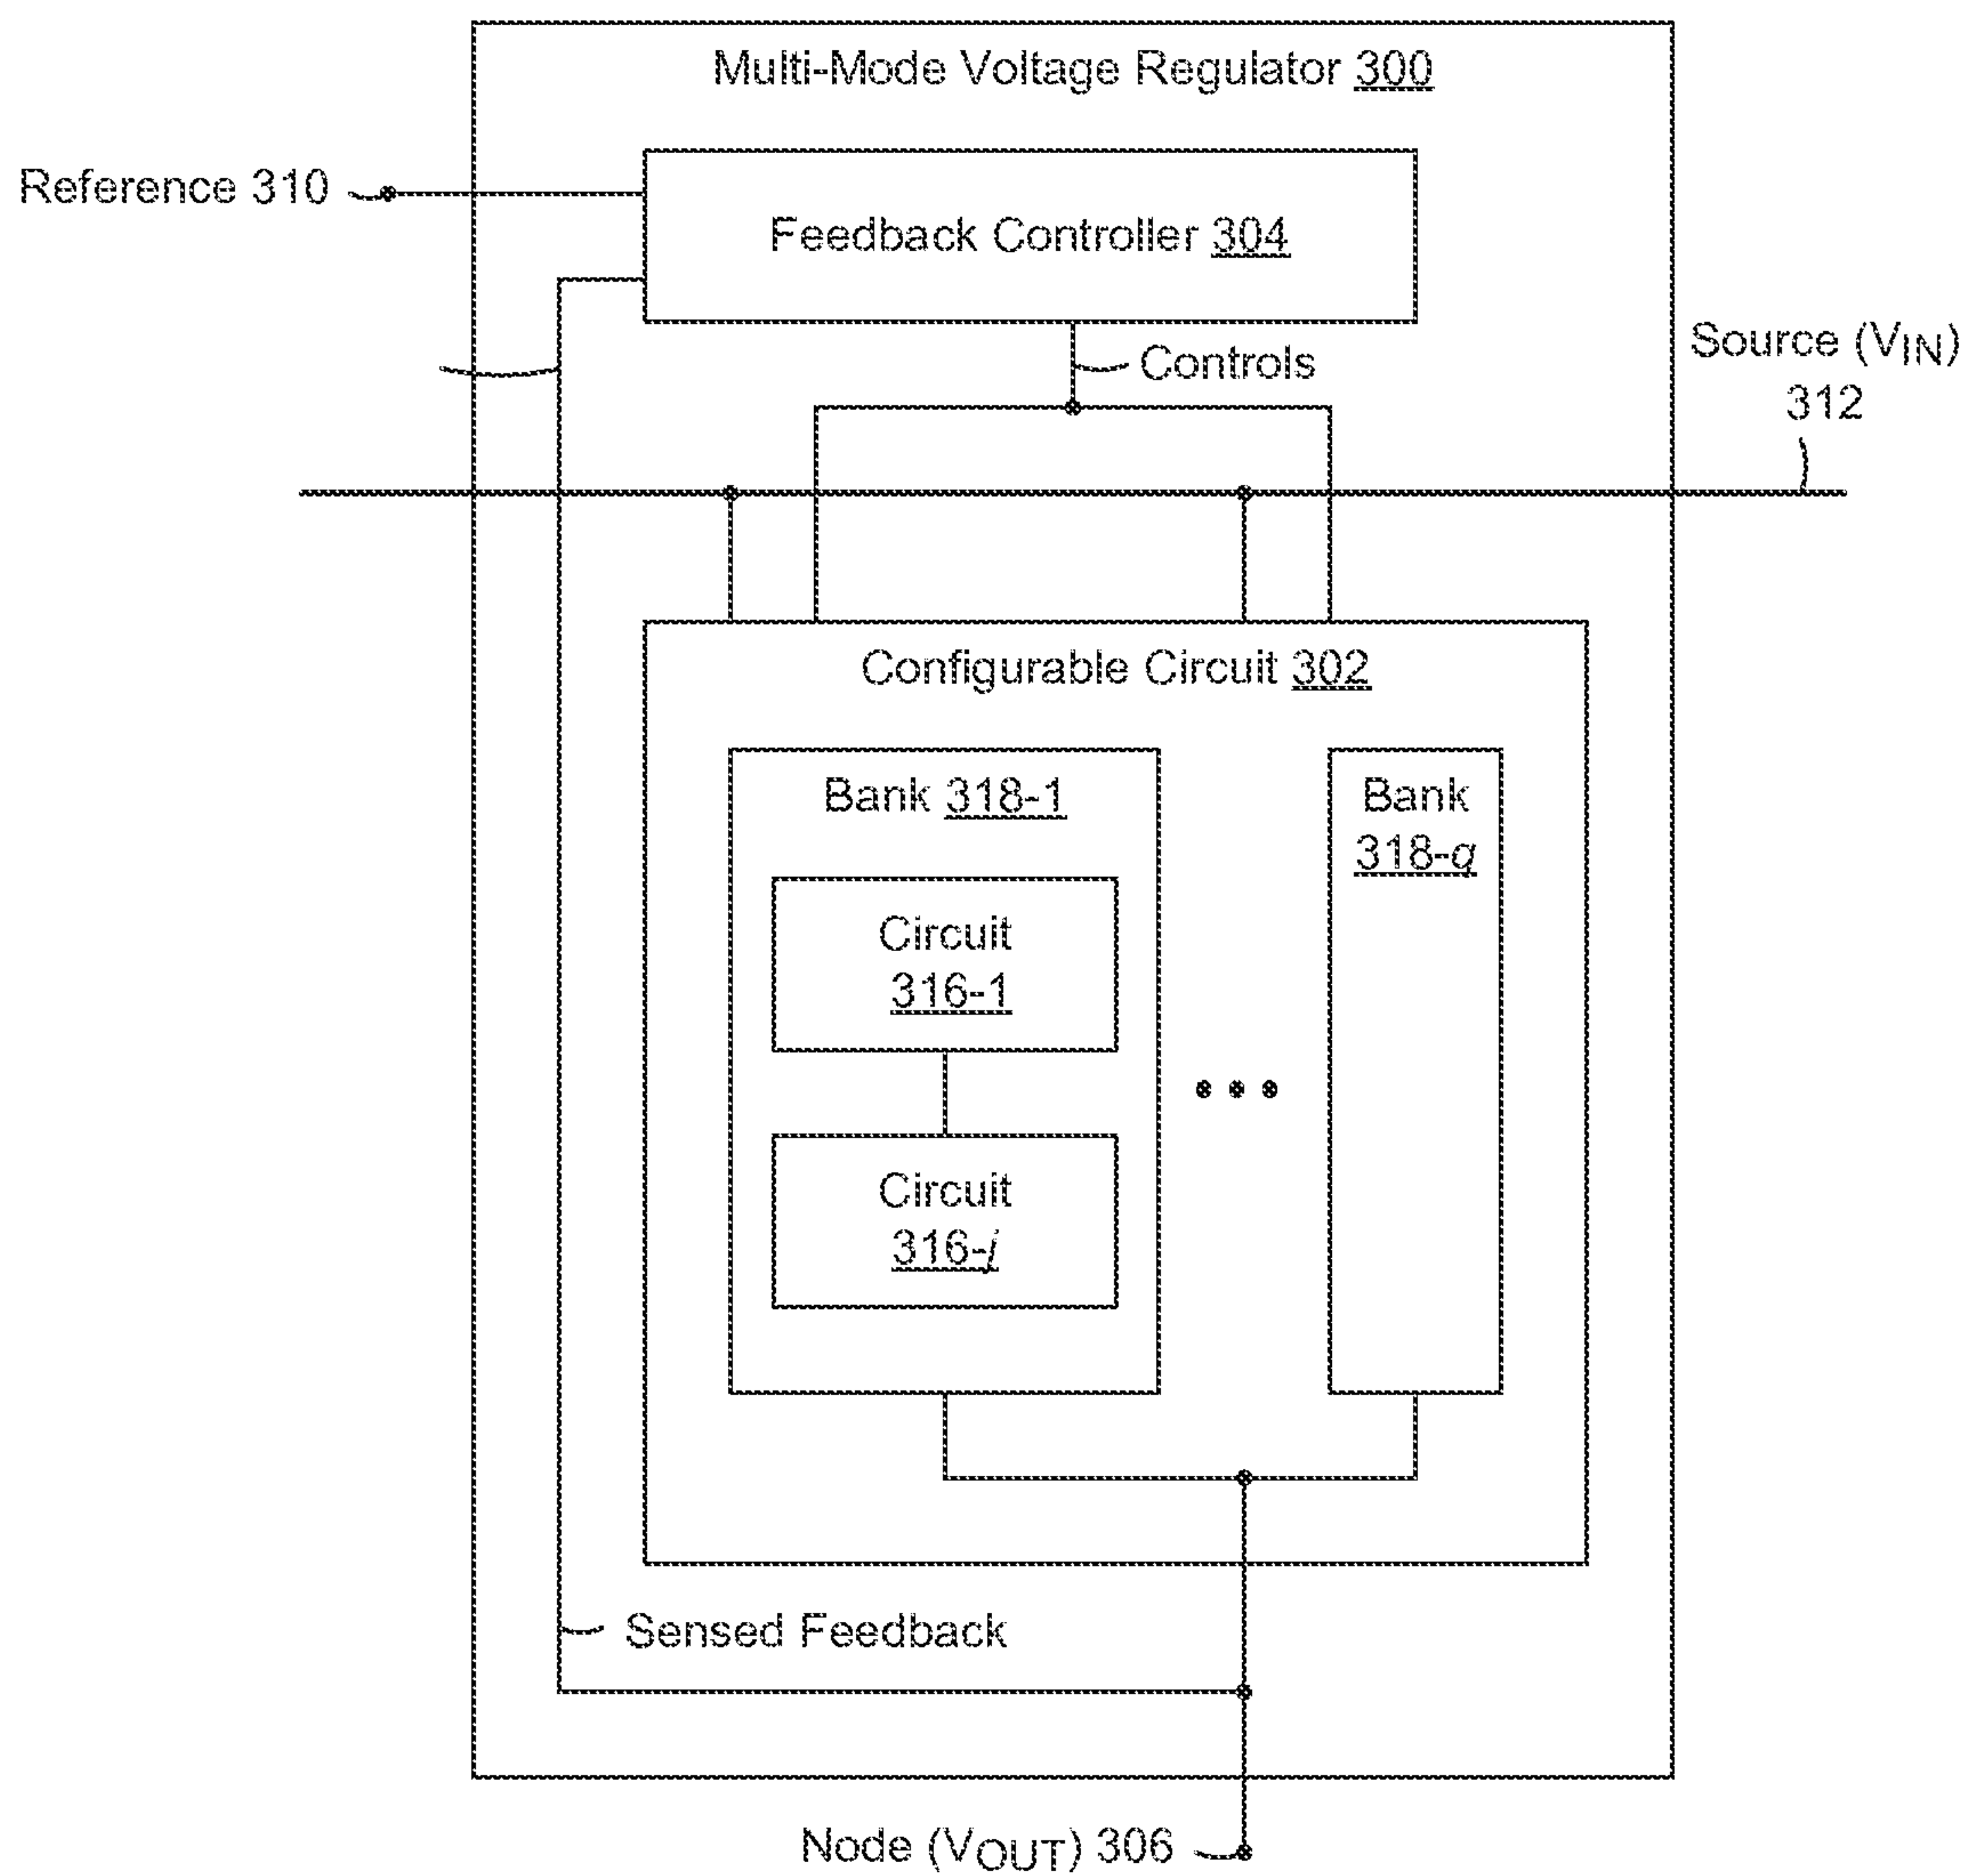 Multi-Mode Voltage Regulator 300
Reference 310
Feedback Controller 304
Controls
Source (VIN)
312
Configurable Circuit 302
Bank 318-1
Bank
318-q
Circuit
316-1
Circuit
316-j
Sensed Feedback
Node (VOUT) 306